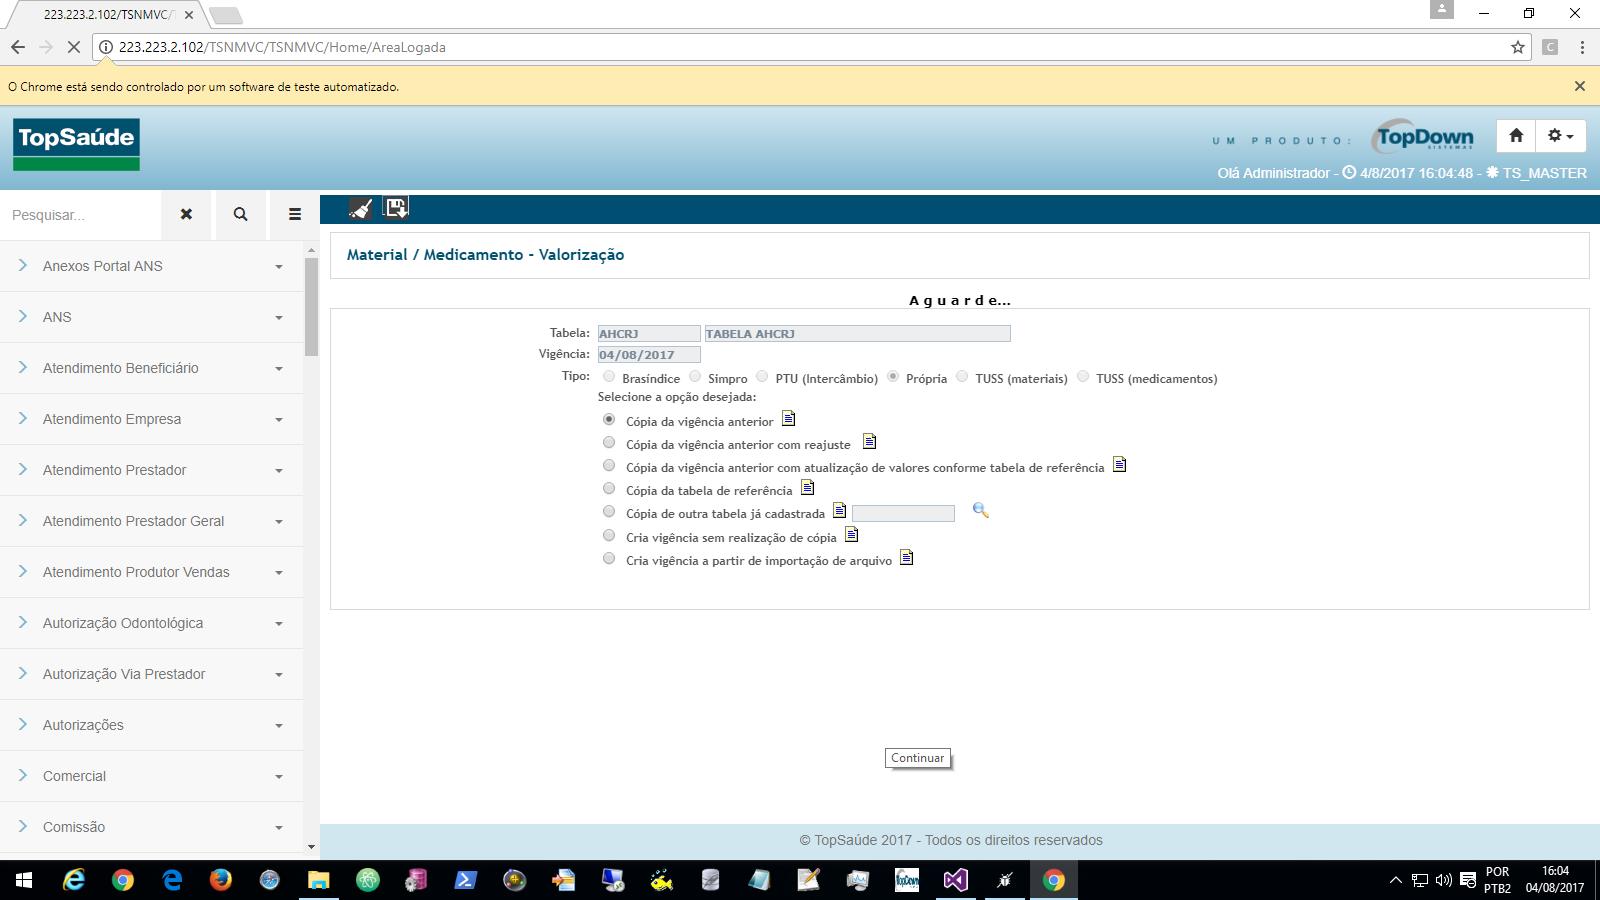 223.223.2.102/TSNMVC/
223.223.2.102/TSNMVC/TSNMVC/Home/AreaLogada
C
O Chrome está sendo controlado por um software de teste automatizado.
TopSaúde
UM PRODUTO:
TopDown
SISTEMAS
Olá Administrador - 4/8/2017 16:04:48 - TS_MASTER
Pesquisar...
Anexos Portal ANS
ANS
Atendimento Beneficiário
Atendimento Empresa
Atendimento Prestador
Atendimento Prestador Geral
Atendimento Produtor Vendas
Autorização Odontológica
Autorização Via Prestador
Autorizações
Comercial
Comissão
Material / Medicamento - Valorização
Aguarde...
Tabela: AHCRJ TABELA AHCRJ
Vigência: 04/08/2017
Tipo: Brasíndice Simpro PTU (Intercâmbio) Própria TUSS (materiais) TUSS (medicamentos)
Selecione a opção desejada:
Cópia da vigência anterior
Cópia da vigência anterior com reajuste
Cópia da vigência anterior com atualização de valores conforme tabela de referência
Cópia da tabela de referência
Cópia de outra tabela já cadastrada
Cria vigência sem realização de cópia
Cria vigência a partir de importação de arquivo
Continuar
© TopSaúde 2017 - Todos os direitos reservados
TopDown
POR
PTB2
16:04
04/08/2017